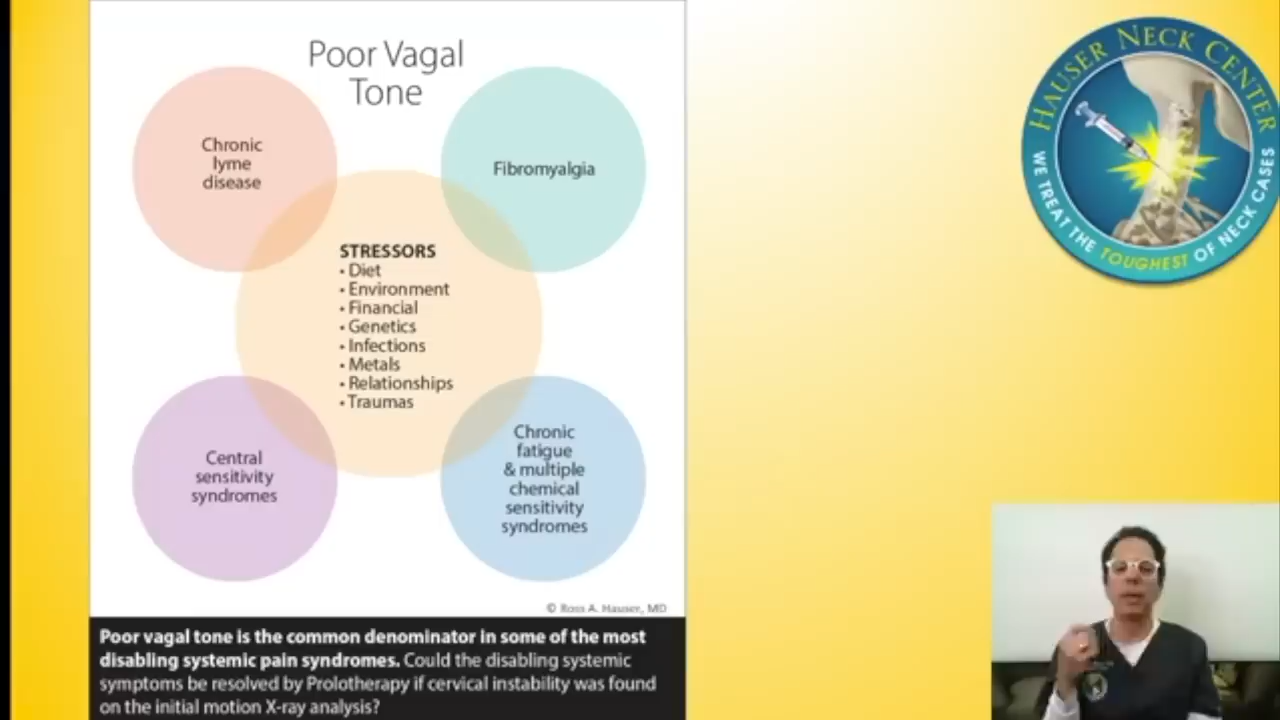 Poor Vagal
Tone
Chronic
lyme
disease
Fibromyalgia
STRESSORS
• Diet
• Environment
• Financial
• Genetics
• Infections
• Metals
• Relationships
• Traumas
Central
sensitivity
syndromes
Chronic
fatigue
& multiple
chemical
sensitivity
syndromes
© Ross A. Hauser, MD
Poor vagal tone is the common denominator in some of the most
disabling systemic pain syndromes. Could the disabling systemic
symptoms be resolved by Prolotherapy if cervical instability was found
on the initial motion X-ray analysis?
HAUSER NECK CENTER
WE TREAT THE TOUGHEST OF NECK CASES